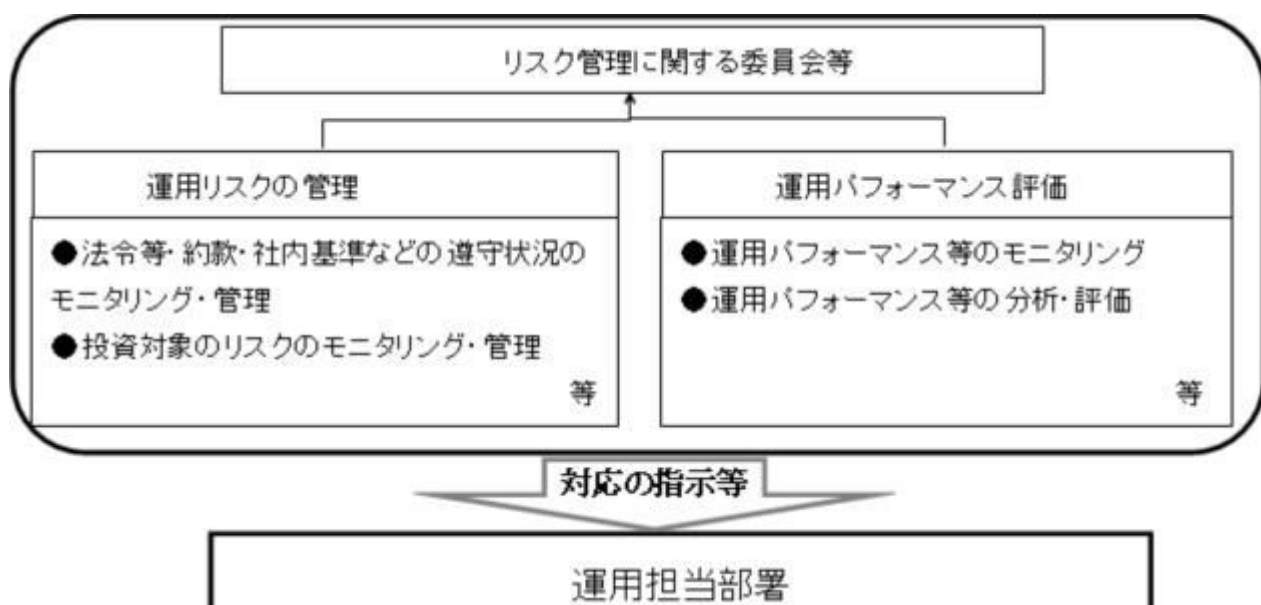 リスク管理に関する委員会等
運用リスクの管理
●法令等・約款・社内基準などの遵守状況の
モニタリング・管理
●投資対象のリスクのモニタリング・管理
等
運用パフォーマンス評価
●運用パフォーマンス等のモニタリング
●運用パフォーマンス等の分析・評価
等
対応の指示等
運用担当部署